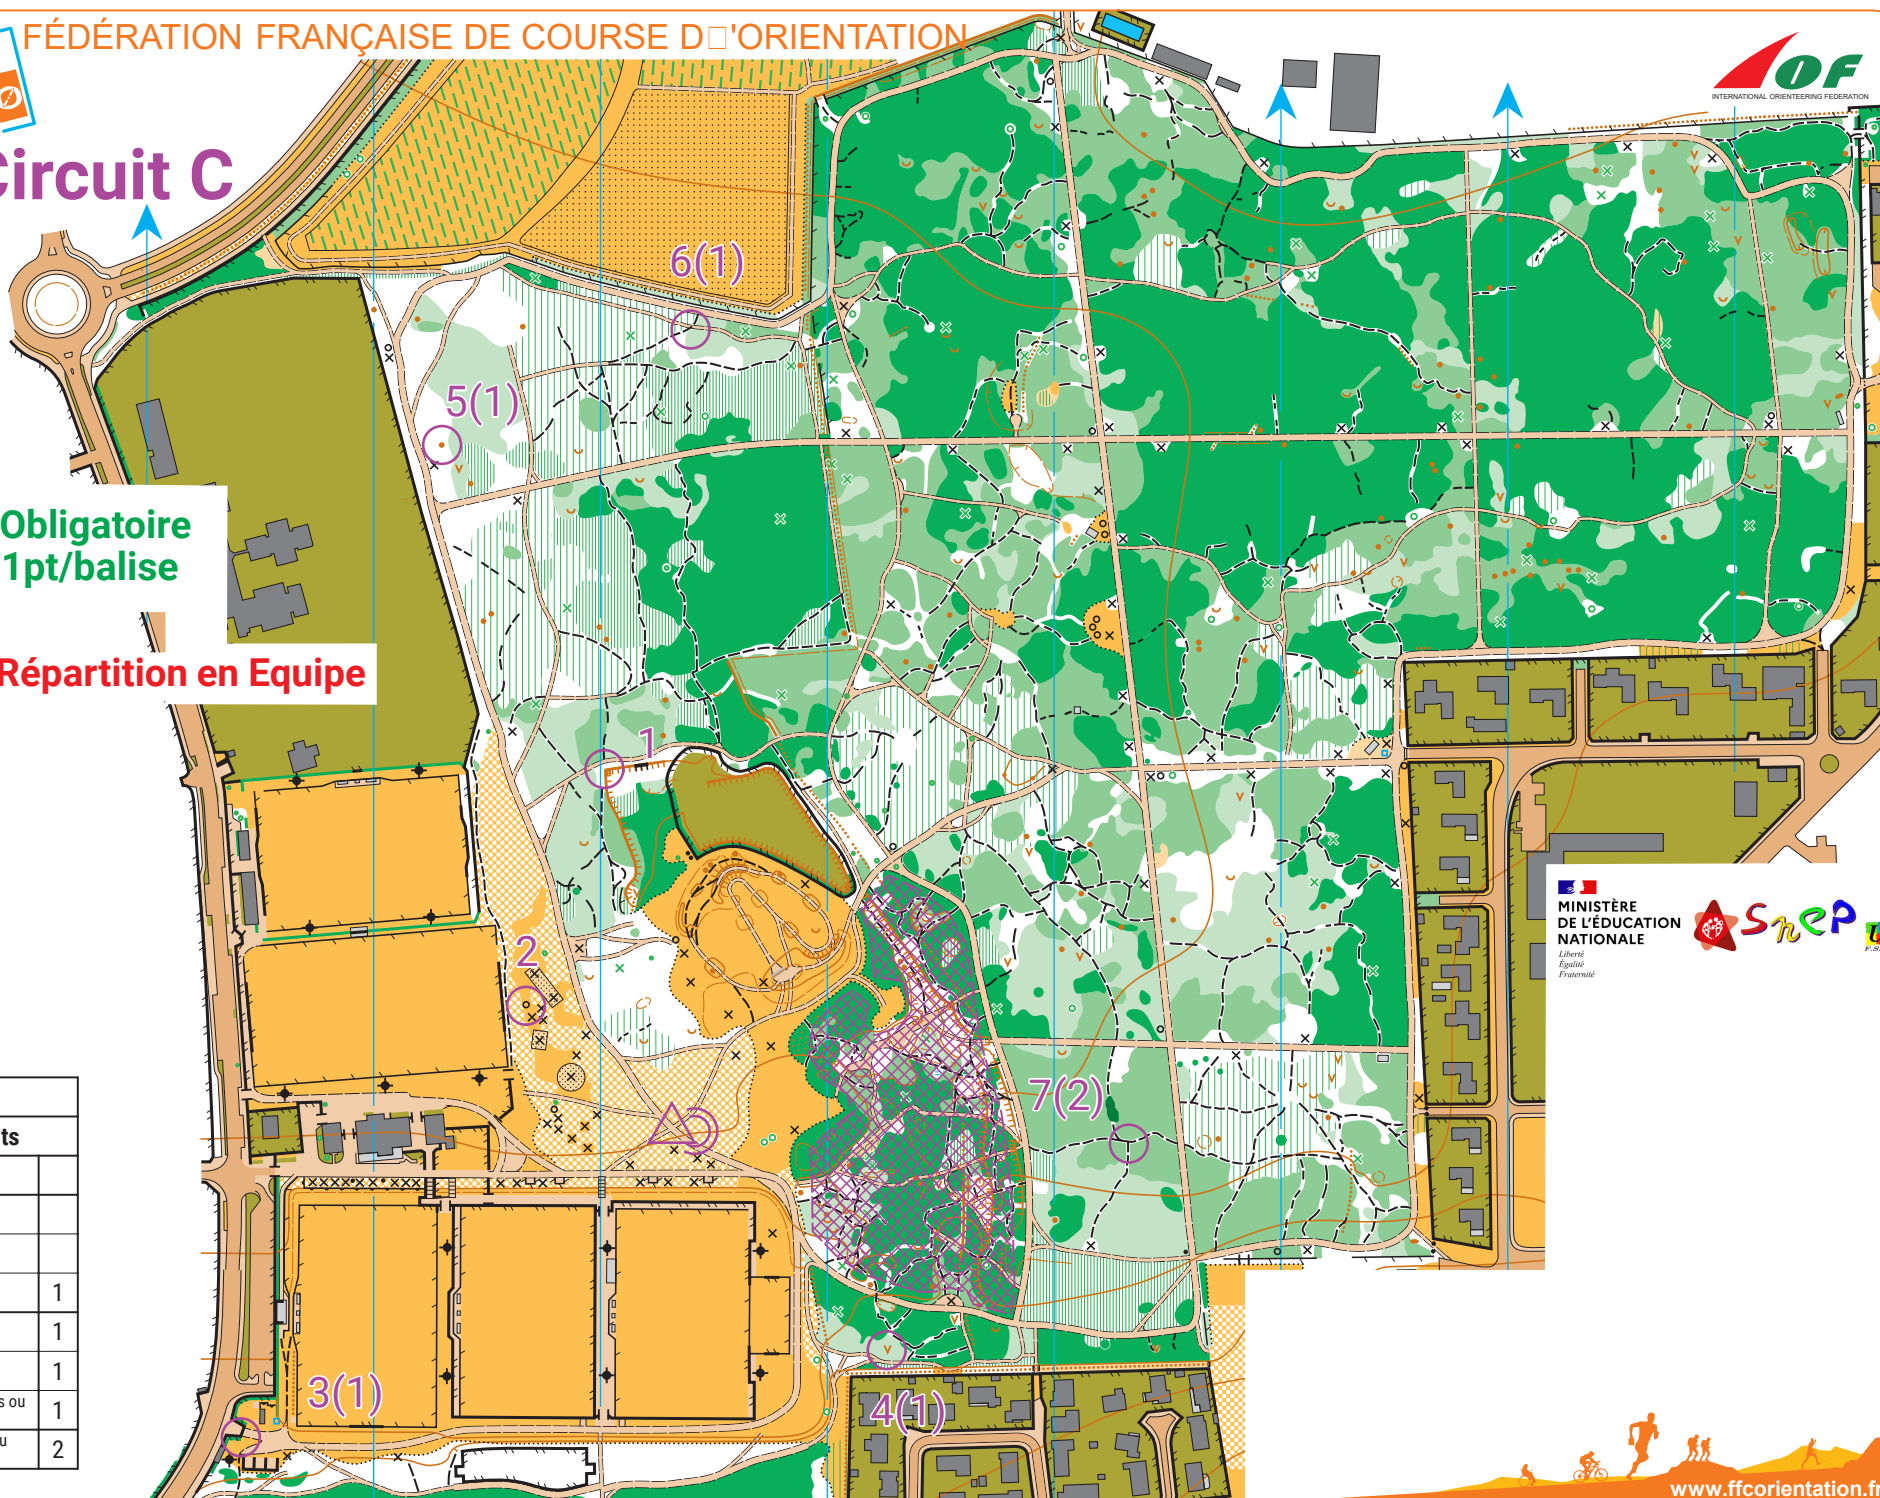 FÉDÉRATION FRANÇAISE DE COURSE D□'ORIENTATION
IOF
INTERNATIONAL ORIENTEERING FEDERATION
Circuit C
6(1)
5(1)
Obligatoire
1pt/balise
Répartition en Equipe
1
2
MINISTÈRE
DE L'ÉDUCATION
NATIONALE
Liberté
Égalité
Fraternité
SNEP
7(2)
ts
1
1
1
s ou
1
u
2
3(1)
4(1)
www.ffcorientation.fr